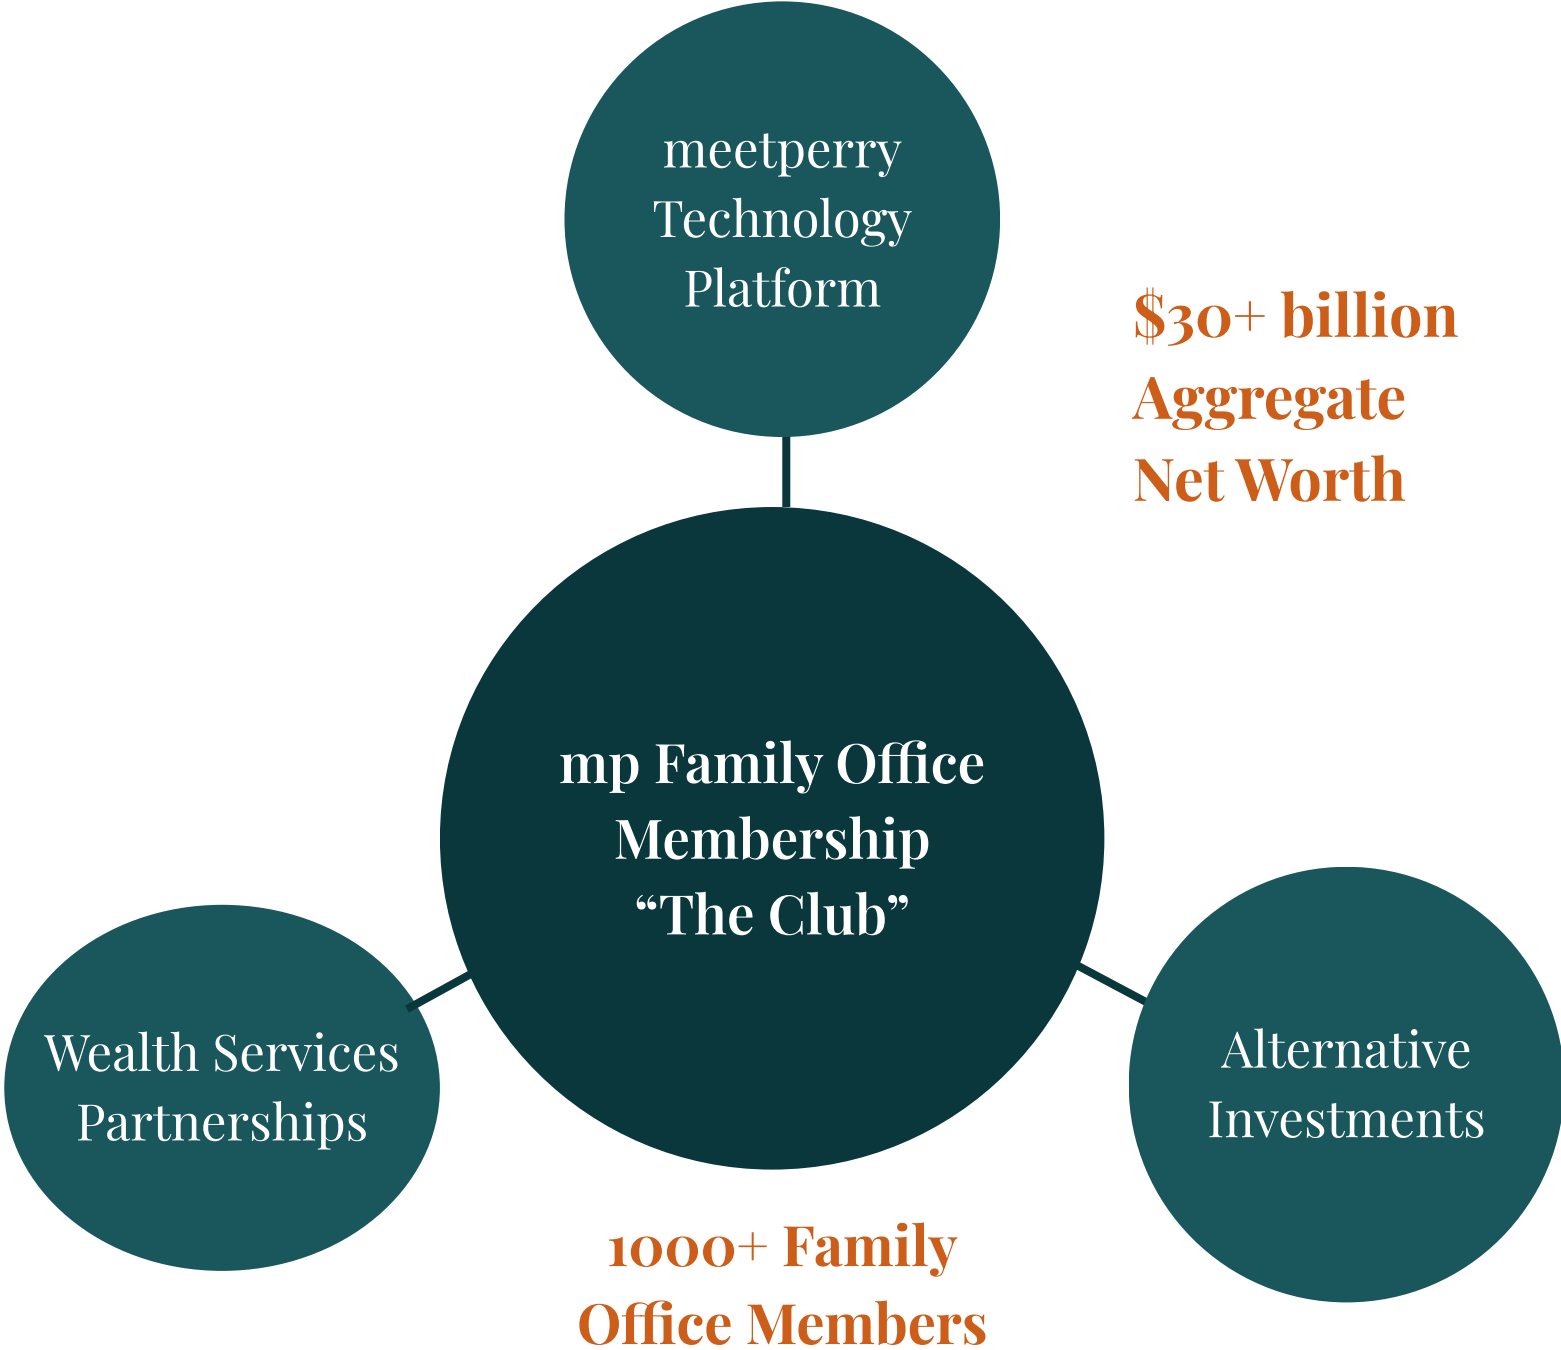 meetperry
Technology
Platform
$30+ billion
Aggregate
Net Worth
mp Family Office
Membership
“The Club”
Wealth Services
Partnerships
Alternative
Investments
1000+ Family
Office Members